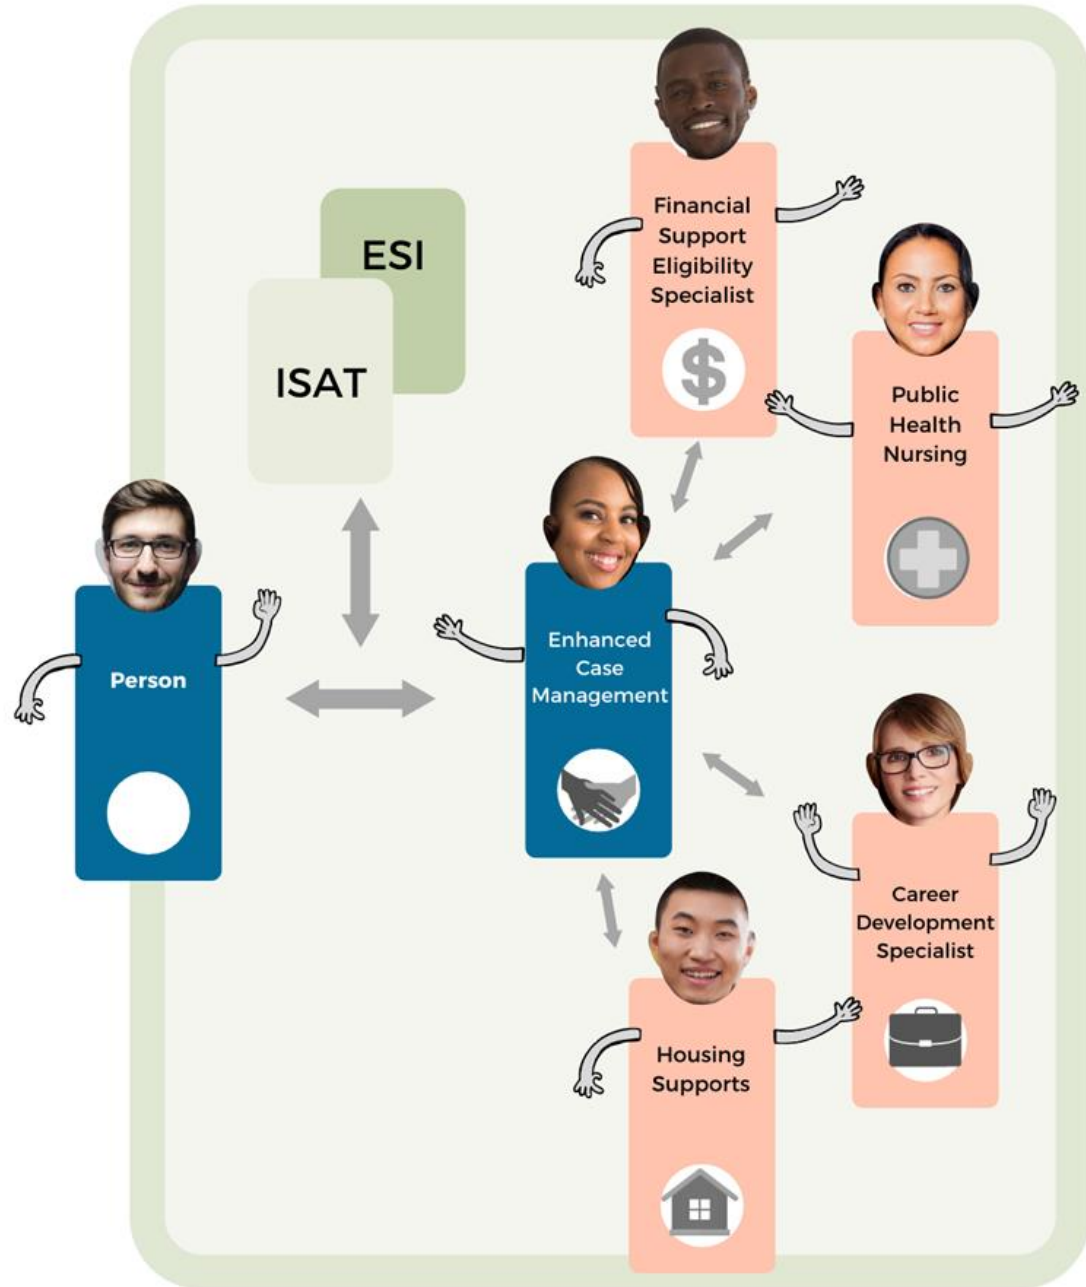 ESI
ISAT
Person
Enhanced
Case
Management
Financial
Support
Eligibility
Specialist
$
Public
Health
Nursing
Career
Development
Specialist
Housing
Supports